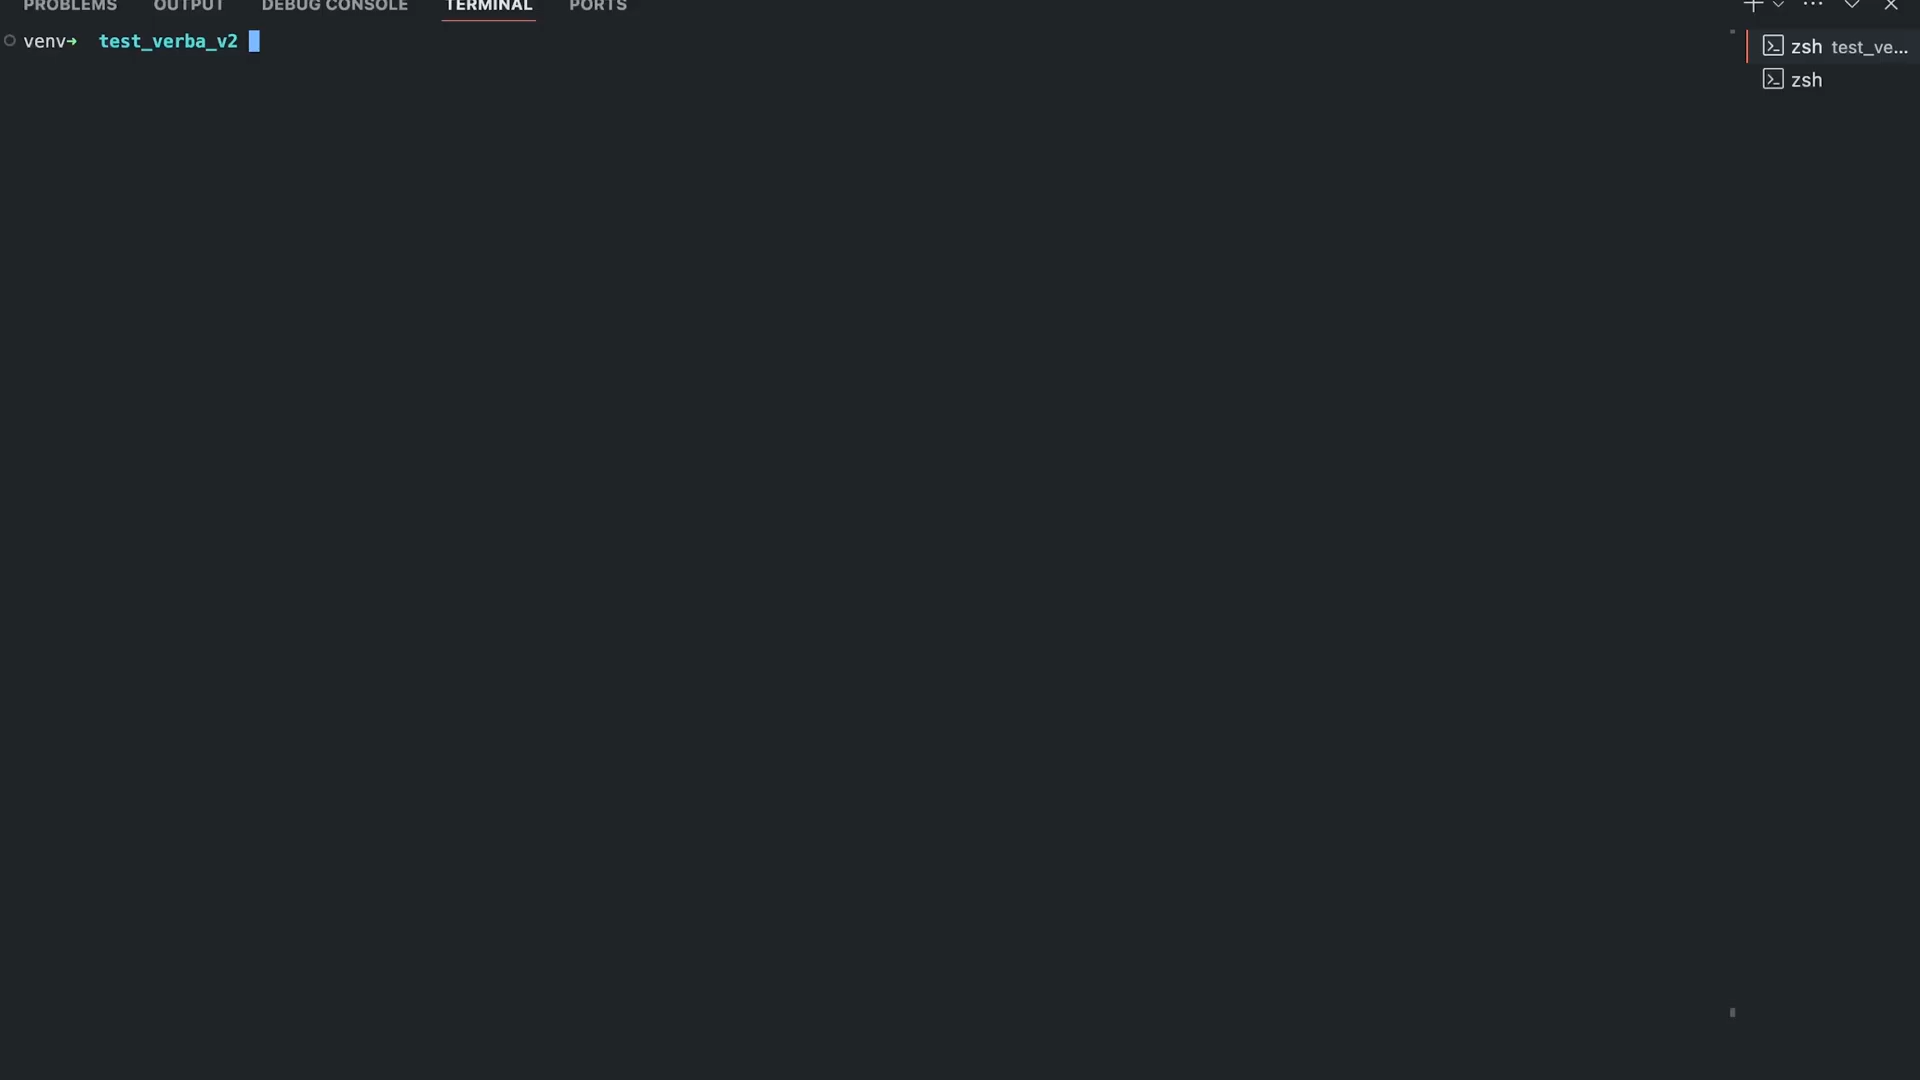 PROBLEMS OUTPUT DEBUG CONSOLE TERMINAL PORTS
venv→ test_verba_v2
zsh test_ve...
zsh